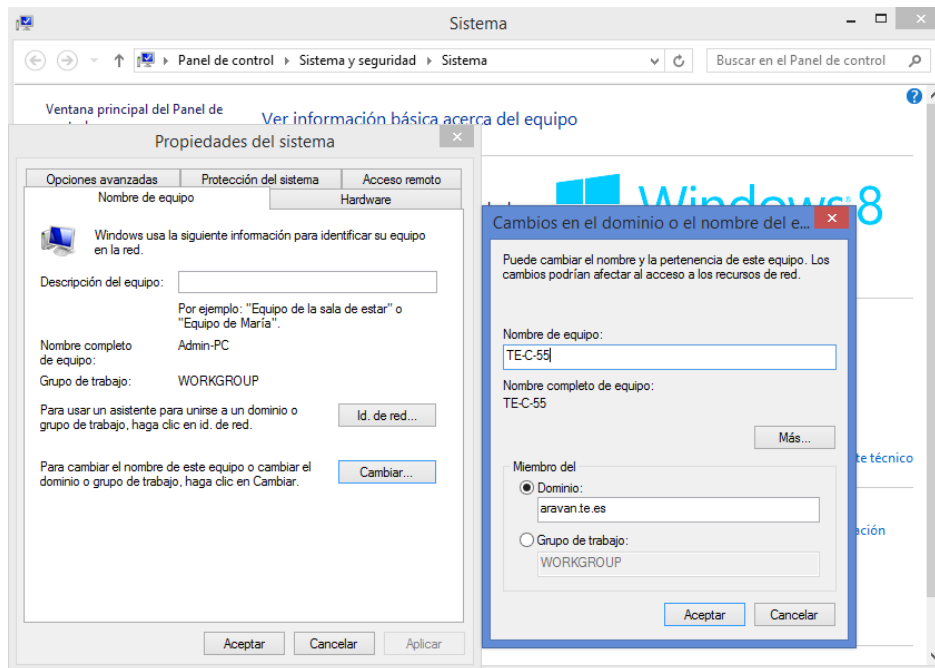 Sistema
Panel de control
Sistema y seguridad
Sistema
Buscar en el Panel de control
Ventana principal del Panel de
Ver información básica acerca del equipo
Propiedades del sistema
Opciones avanzadas
Protección del sistema
Acceso remoto
Nombre de equipo
Hardware
Windows usa la siguiente información para identificar su equipo
en la red.
Descripción del equipo:
Por ejemplo: "Equipo de la sala de estar" o
"Equipo de María".
Nombre completo
de equipo:
Admin-PC
Grupo de trabajo:
WORKGROUP
Para usar un asistente para unirse a un dominio o
grupo de trabajo, haga clic en id. de red.
Id. de red...
Para cambiar el nombre de este equipo o cambiar el
dominio o grupo de trabajo, haga clic en Cambiar.
Cambiar...
Aceptar
Cancelar
Aplicar
Windows 8
Cambios en el dominio o el nombre del e...
Puede cambiar el nombre y la pertenencia de este equipo. Los
cambios podrían afectar al acceso a los recursos de red.
Nombre de equipo:
TE-C-55
Nombre completo de equipo:
TE-C-55
Más...
Miembro del
Dominio:
aravan.te.es
Grupo de trabajo:
WORKGROUP
Aceptar
Cancelar
te técnico